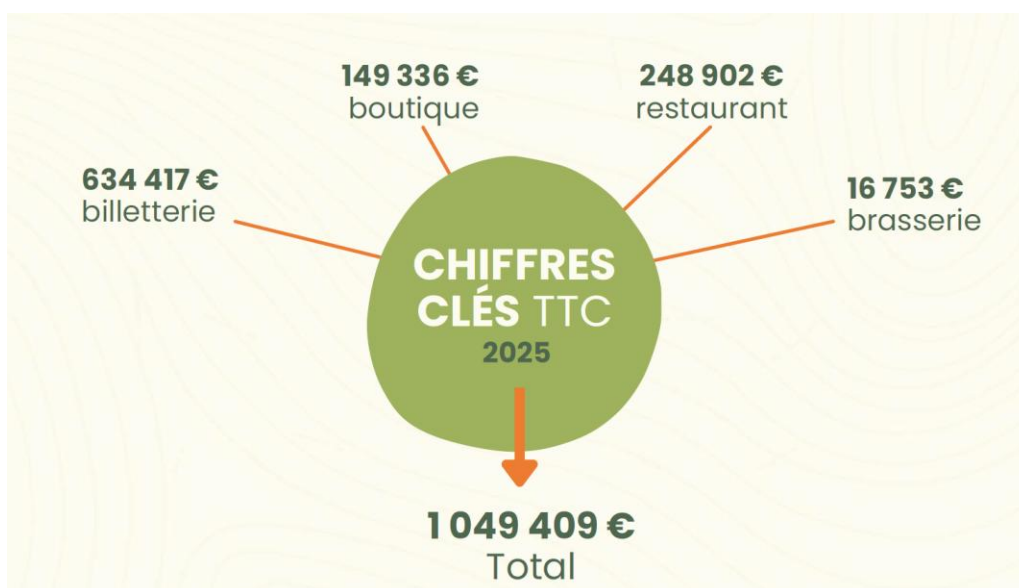 149 336 €
boutique
248 902 €
restaurant
634 417 €
billetterie
16 753 €
brasserie
CHIFFRES
CLÉS TTC
2025
1 049 409 €
Total